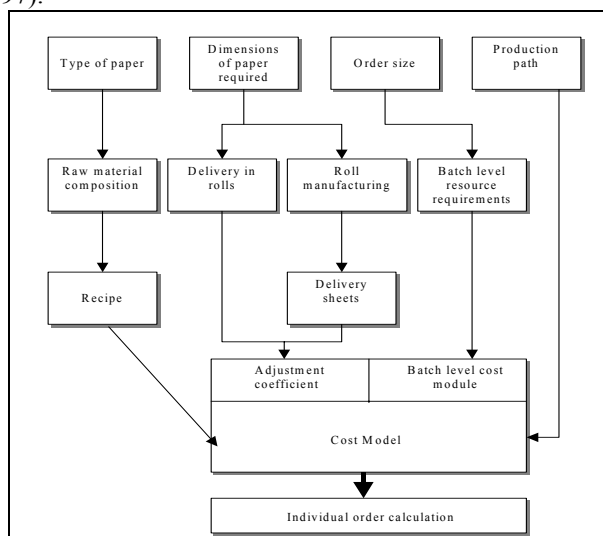 97).
Type of paper
Dimensions
of paper
required
Order size
Production
path
Raw material
composition
Delivery in
rolls
Roll
manufacturing
Batch level
resource
requirements
Recipe
Delivery
sheets
Adjustment
coefficient
Batch level cost
module
Cost Model
Individual order calculation